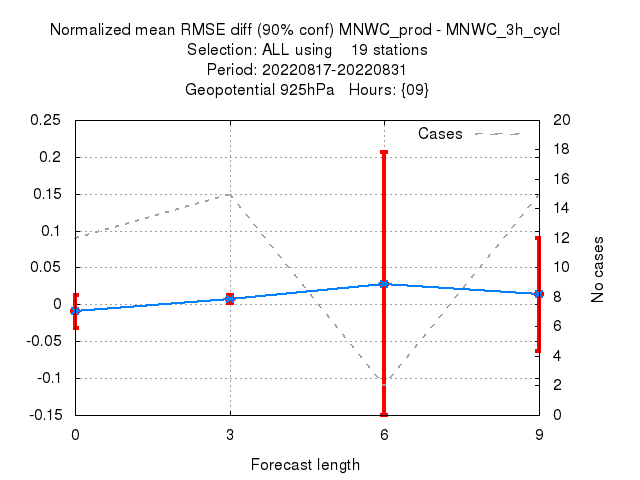 Normalized mean RMSE diff (90% conf) MNWC_prod - MNWC_3h_cycl
Selection: ALL using    19 stations
Period: 20220817-20220831
Geopotential 925hPa   Hours: {09}
Cases
0.25
0.2
0.15
0.1
0.05
0
-0.05
-0.1
-0.15
20
18
16
14
12
10
8
6
4
2
0
No cases
0 3 6 9
Forecast length